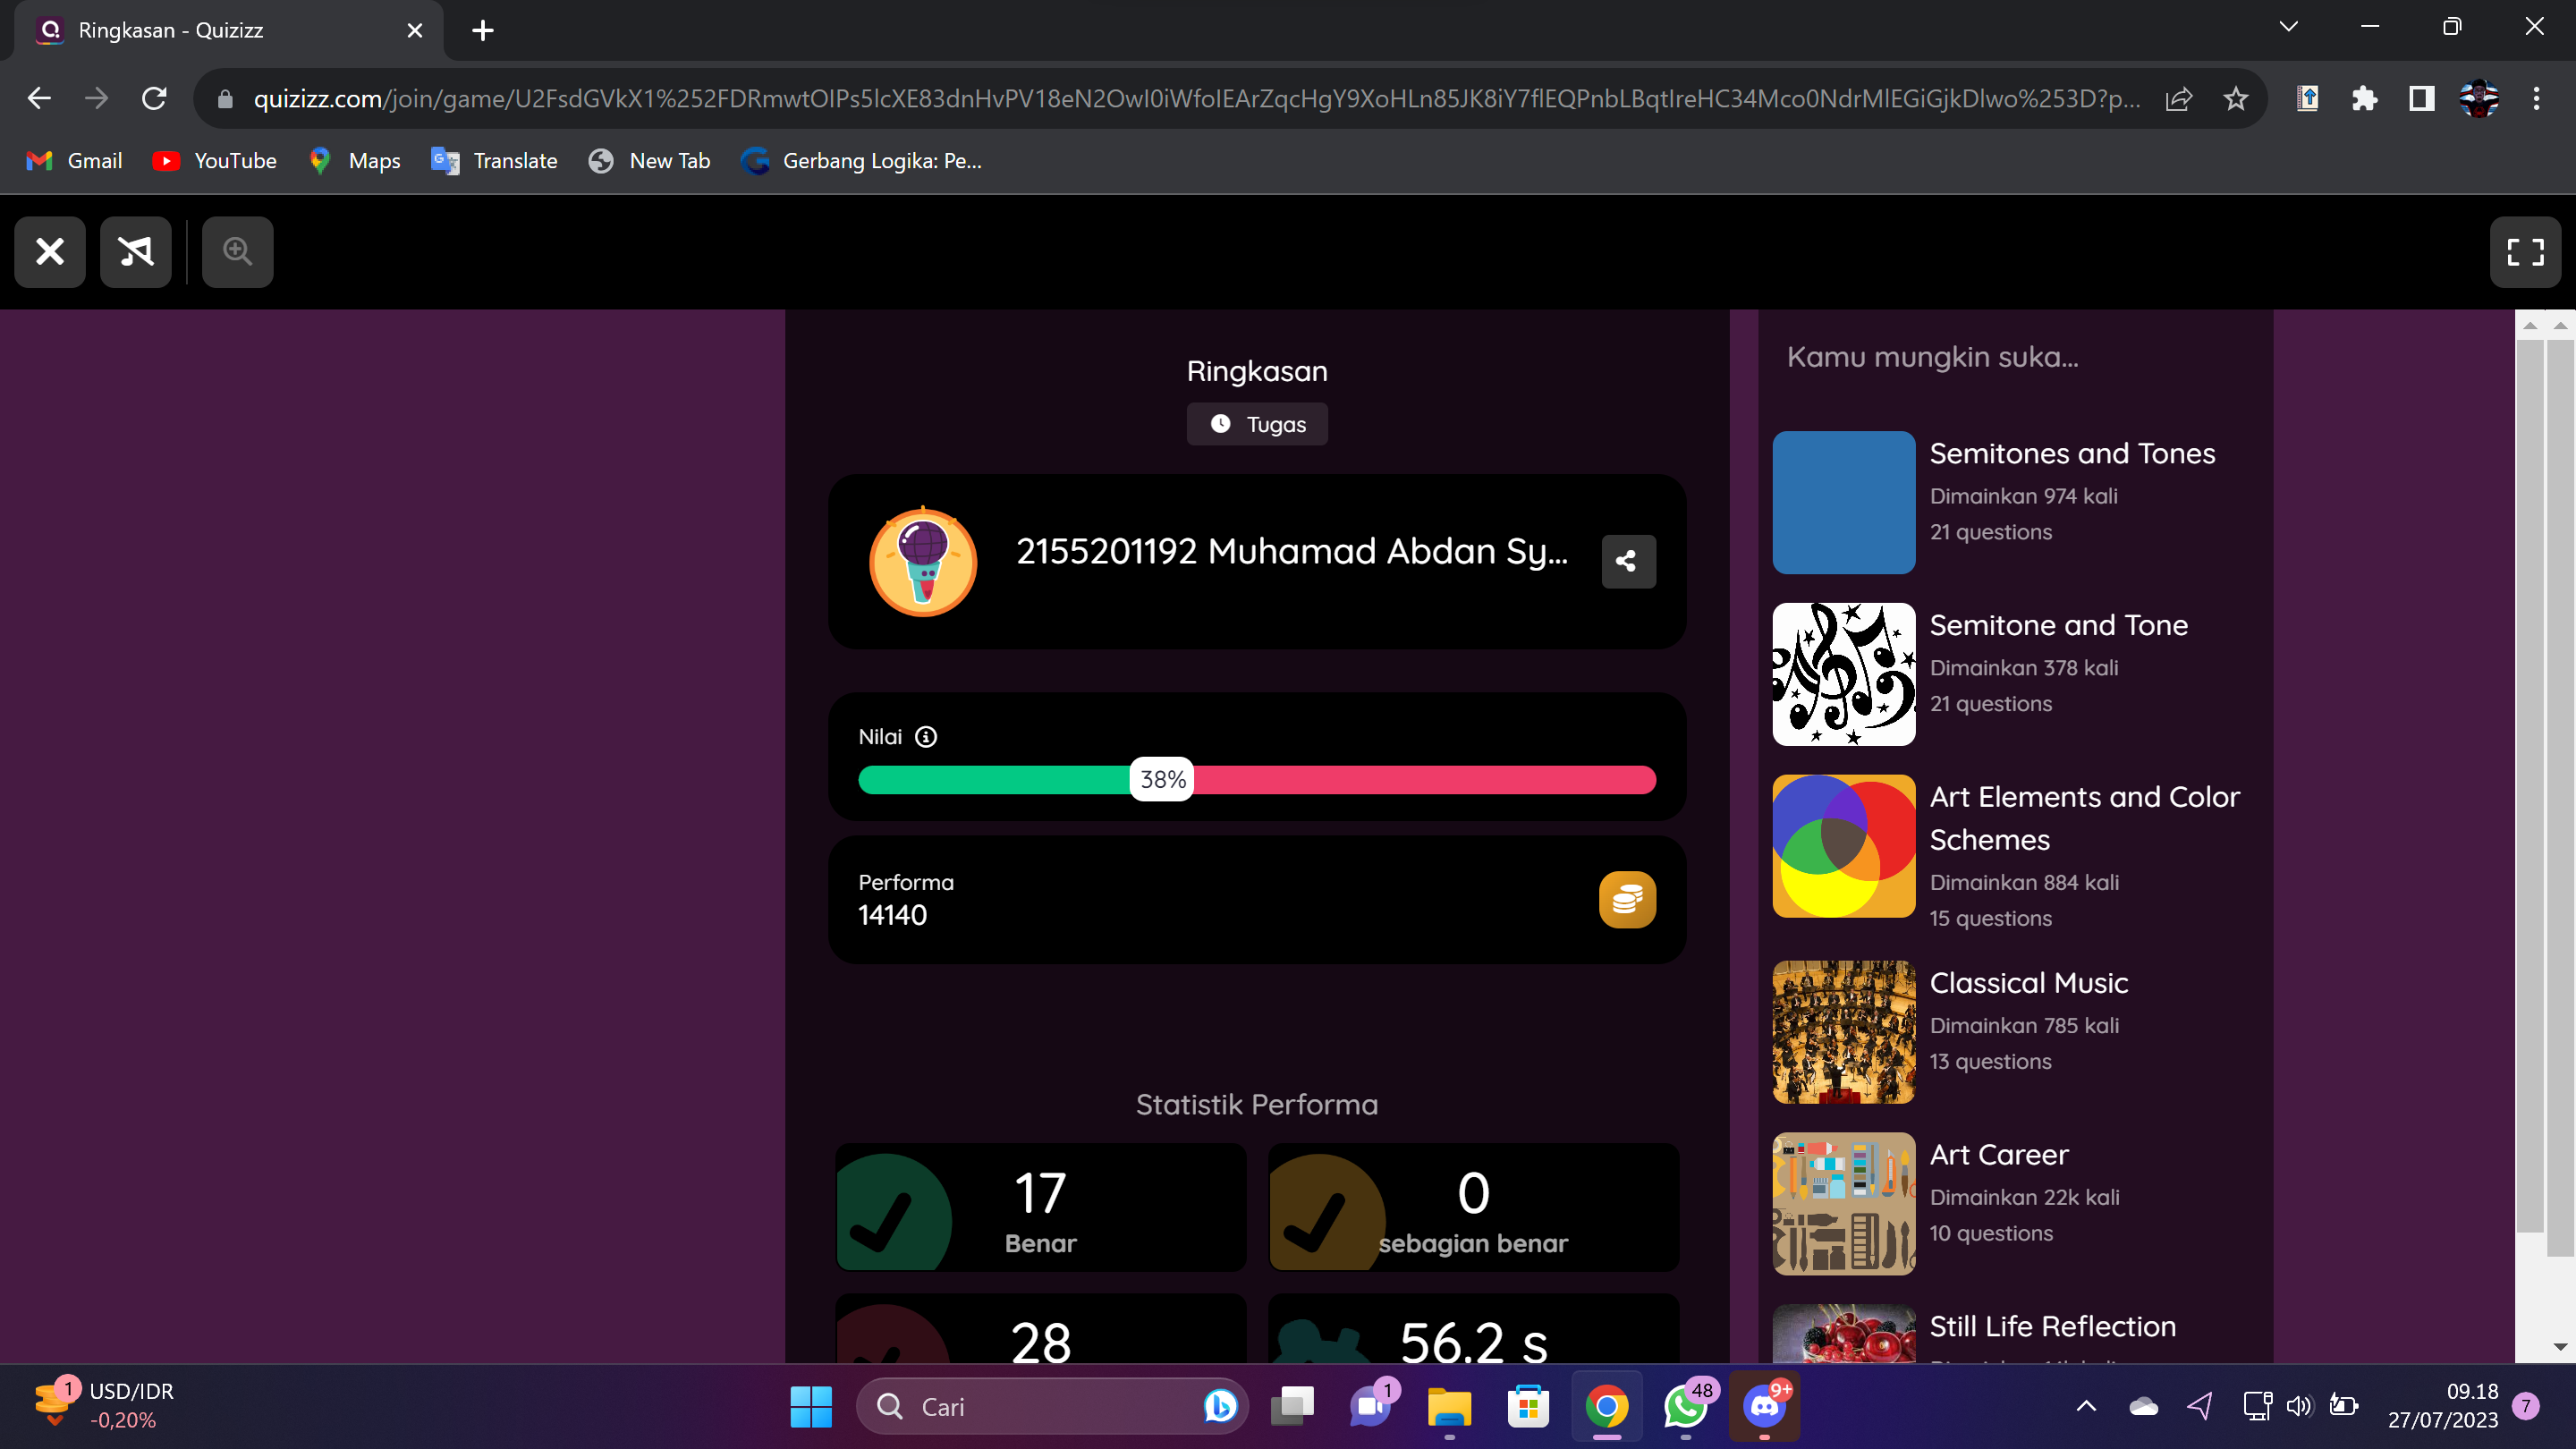 Ringkasan - Quizizz
quizizz.com/join/game/U2FsdGVkX1%252FDRmwtOIPs5lcXE83dnHvPV18eN2OwI0iWfoIEArZqcHgY9XoHLn85JK8iY7flEQPnbLBqtIreHC34Mco0NdrMlEGiGjkDlwo%253D?p...
Gmail YouTube Maps Translate New Tab Gerbang Logika: Pe...
Ringkasan
Tugas
2155201192 Muhamad Abdan Sy...
Nilai
38%
Performa
14140
Statistik Performa
17
Benar
0
sebagian benar
28
56.2 s
Kamu mungkin suka...
Semitones and Tones
Dimainkan 974 kali
21 questions
Semitone and Tone
Dimainkan 378 kali
21 questions
Art Elements and Color
Schemes
Dimainkan 884 kali
15 questions
Classical Music
Dimainkan 785 kali
13 questions
Art Career
Dimainkan 22k kali
10 questions
Still Life Reflection
1
USD/IDR
-0,20%
Cari
1
48
9+
09.18
27/07/2023
7